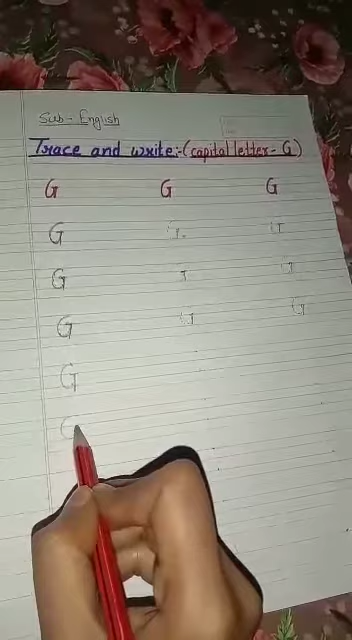 Sub - English
Trace and write:- (capital letter - G)
G G G
G G G
G G G
G G G
G
G